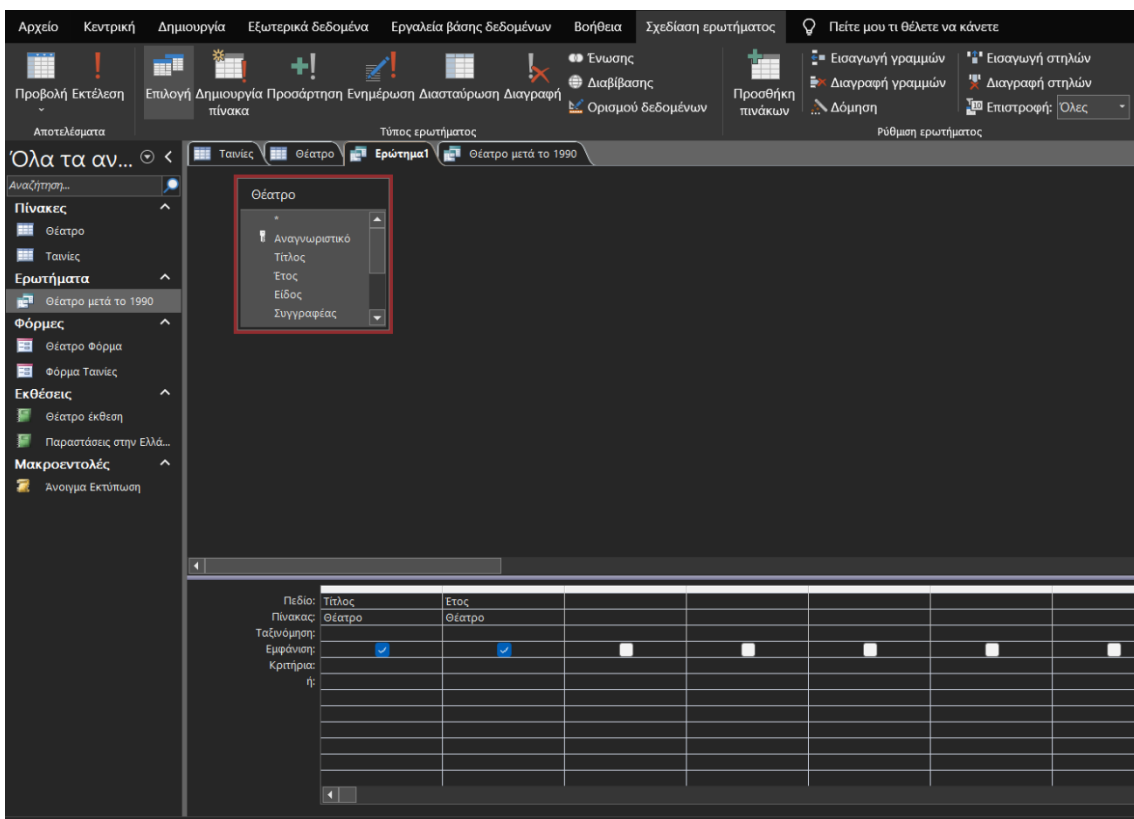 Αρχείο Κεντρική Δημιουργία Εξωτερικά δεδομένα Εργαλεία βάσης δεδομένων Βοήθεια Σχεδίαση ερωτήματος Πείτε μου τι θέλετε να κάνετε
Προβολή Εκτέλεση
Αποτελέσματα
Επιλογή Δημιουργία πίνακα Προσάρτηση Ενημέρωση Διασταύρωση Διαγραφή
Ένωσης
Διαβίβασης
Ορισμού δεδομένων
Τύπος ερωτήματος
Προσθήκη πινάκων
Εισαγωγή γραμμών
Διαγραφή γραμμών
Δόμηση
Εισαγωγή στηλών
Διαγραφή στηλών
Επιστροφή: Όλες
Ρύθμιση ερωτήματος
Όλα τα αν...
Αναζήτηση...
Πίνακες
Θέατρο
Ταινίες
Ερωτήματα
Θέατρο μετά το 1990
Φόρμες
Θέατρο Φόρμα
Φόρμα Ταινίες
Εκθέσεις
Θέατρο έκθεση
Παραστάσεις στην Ελλά...
Μακροεντολές
Άνοιγμα Εκτύπωση
Ταινίες Θέατρο Ερώτημα1 Θέατρο μετά το 1990
Θέατρο
*
Αναγνωριστικό
Τίτλος
Έτος
Είδος
Συγγραφέας
Πεδίο: Τίτλος Έτος
Πίνακας: Θέατρο Θέατρο
Ταξινόμηση:
Εμφάνιση:
Κριτήρια:
ή: